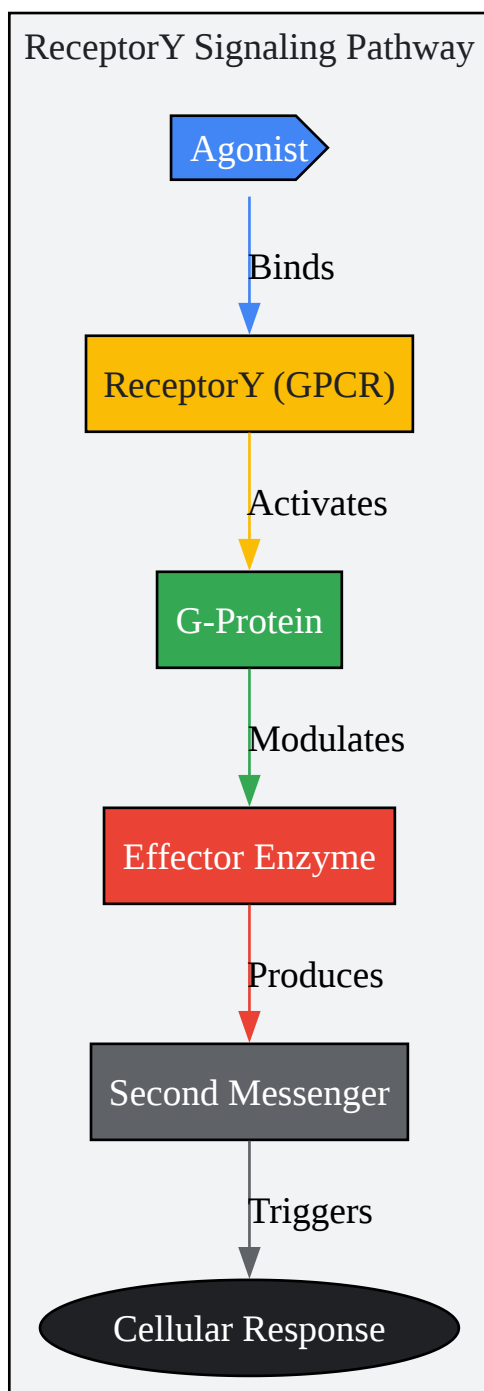 ReceptorY Signaling Pathway
Agonist
Binds
ReceptorY (GPCR)
Activates
G-Protein
Modulates
Effector Enzyme
Produces
Second Messenger
Triggers
Cellular Response